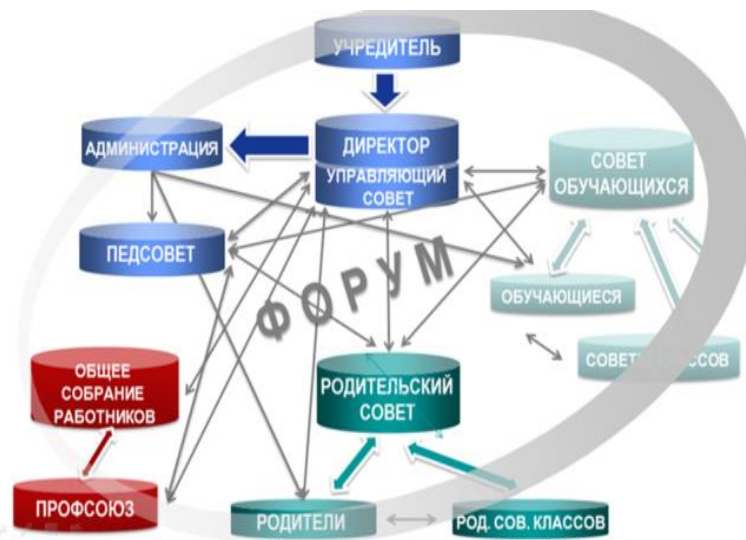 УЧРЕДИТЕЛЬ
ДИРЕКТОР
УПРАВЛЯЮЩИЙ
СОВЕТ
АДМИНИСТРАЦИЯ
СОВЕТ
ОБУЧАЮЩИХСЯ
ПЕДСОВЕТ
ФОРУМ
ОБУЧАЮЩИЕСЯ
ОБЩЕЕ
СОБРАНИЕ
РАБОТНИКОВ
РОДИТЕЛЬСКИЙ
СОВЕТ
ПРОФСОЮЗ
РОДИТЕЛИ
РОД. СОВ. КЛАССОВ